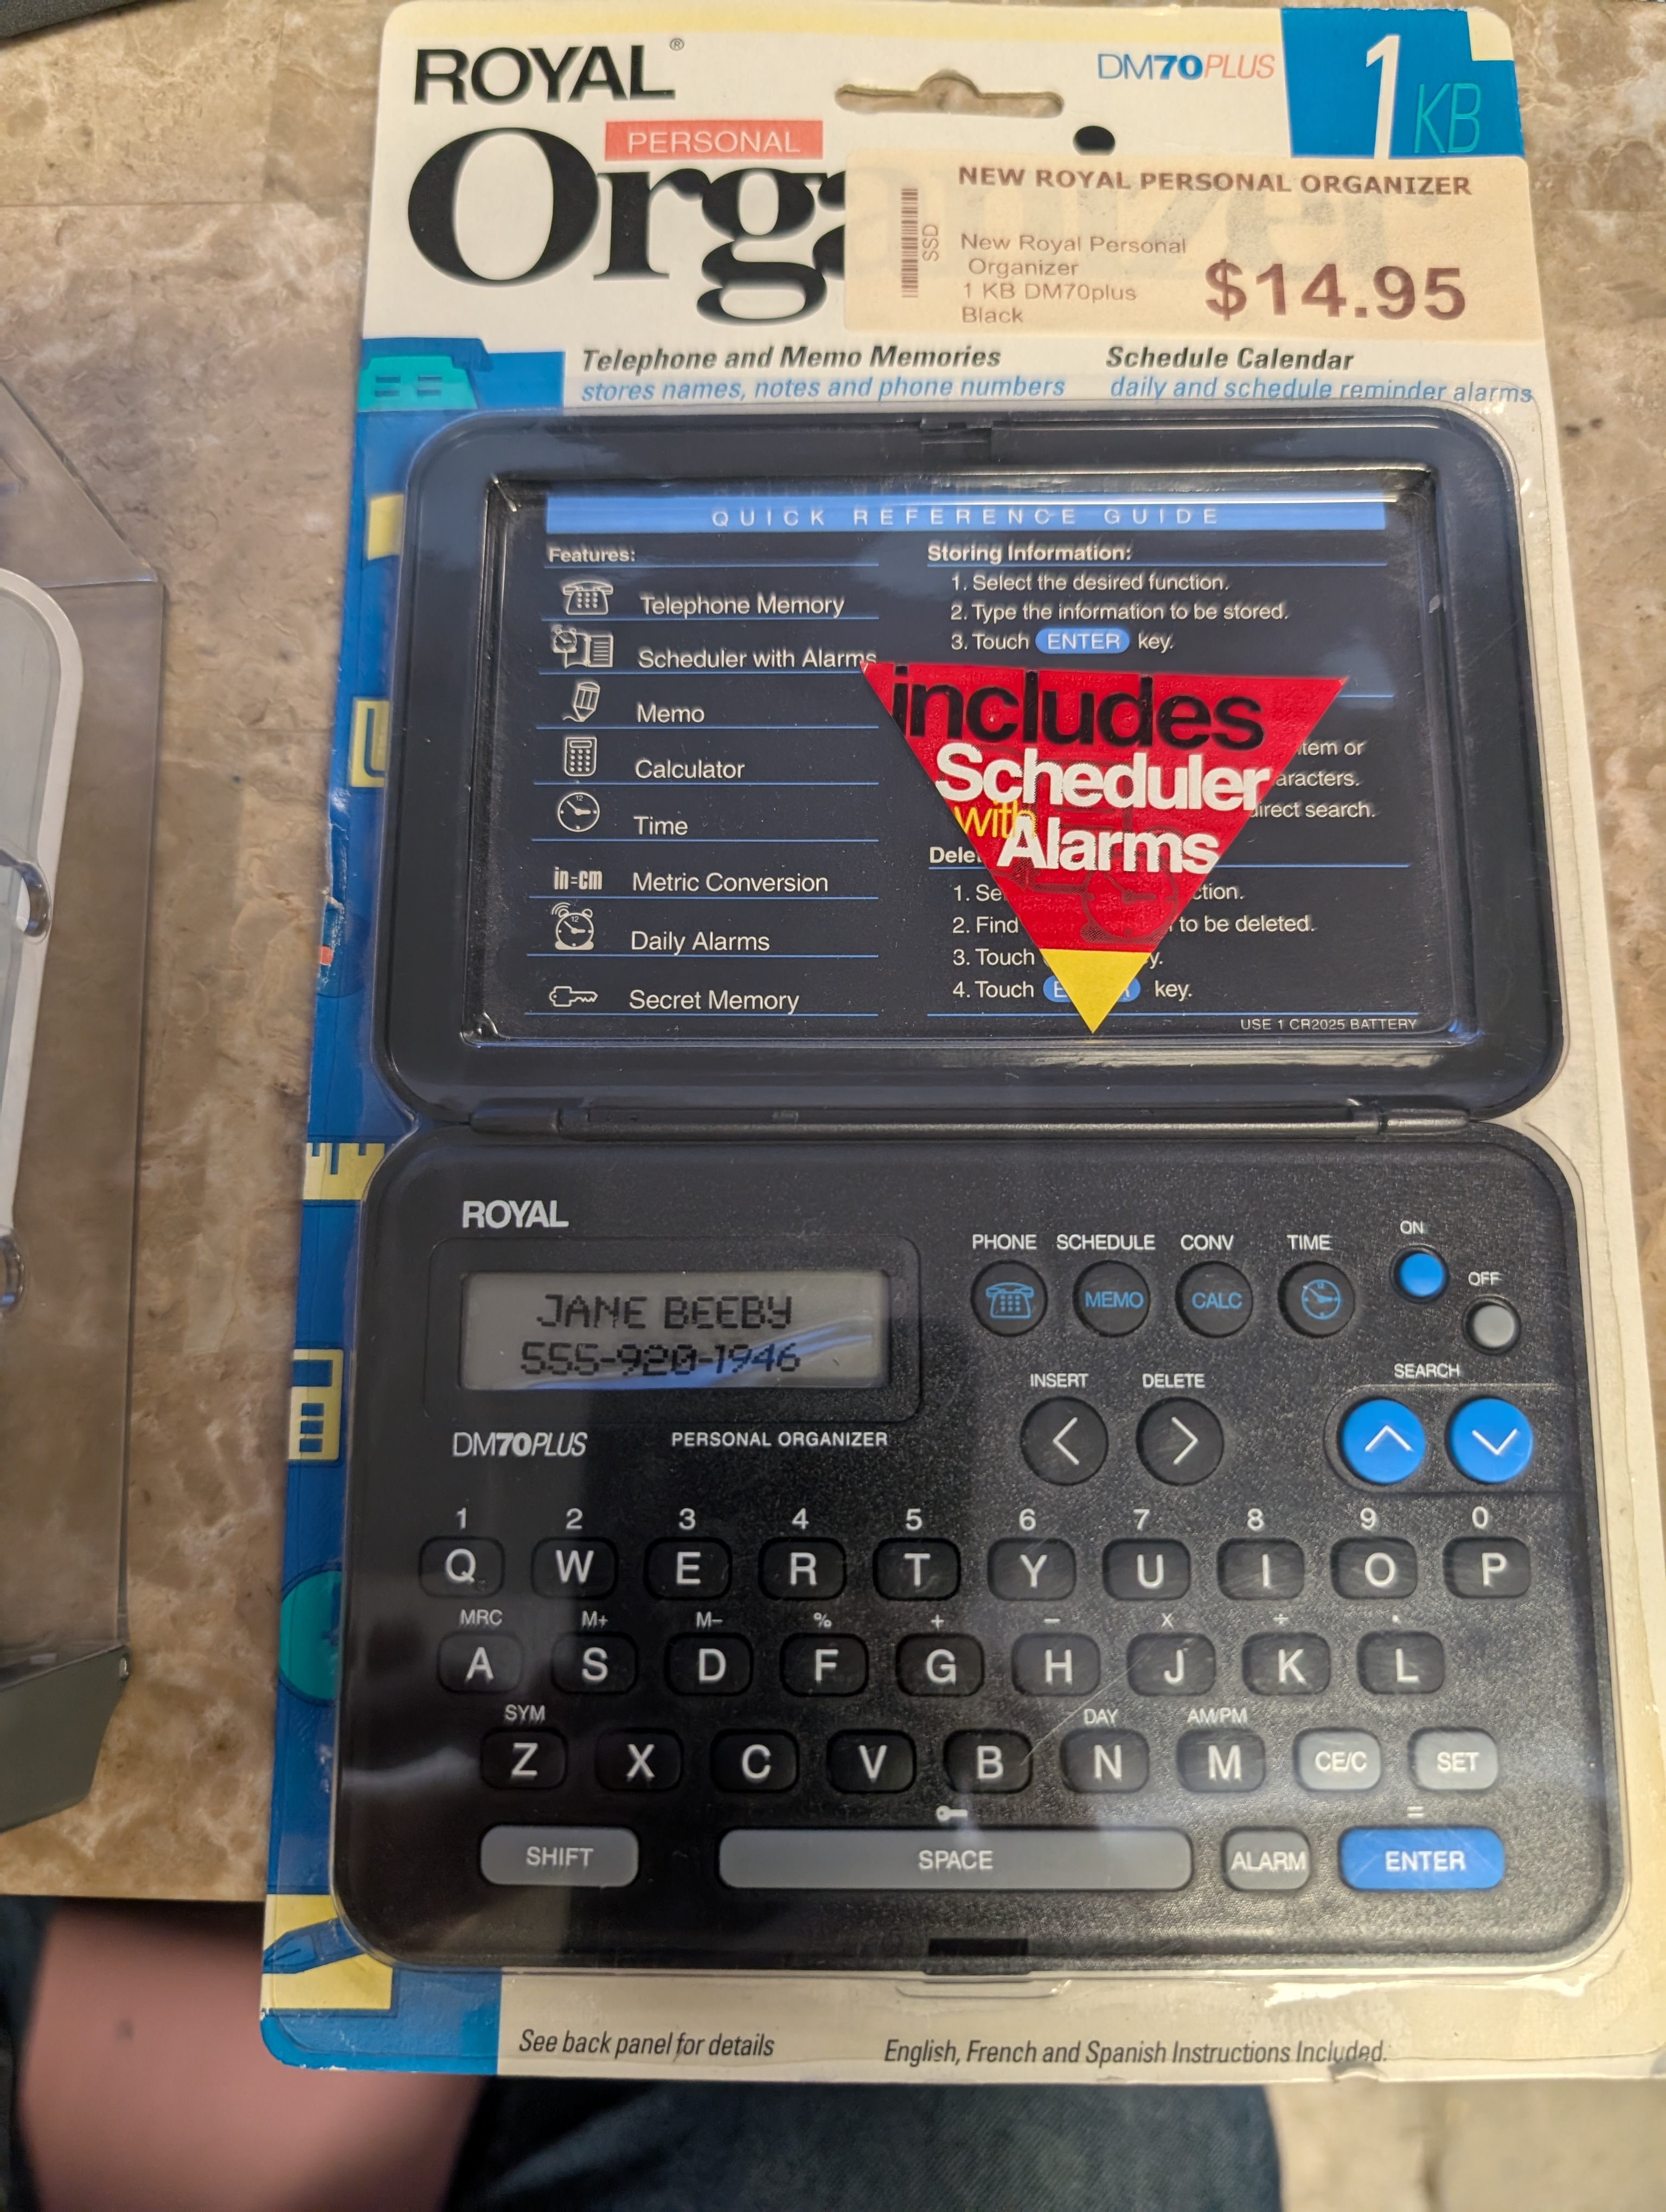 ROYAL®
DM70PLUS
1 KB
PERSONAL
Organizer
NEW ROYAL PERSONAL ORGANIZER
SSD
New Royal Personal
Organizer
1 KB DM70plus
Black
$14.95
Telephone and Memo Memories
stores names, notes and phone numbers
Schedule Calendar
daily and schedule reminder alarms
QUICK REFERENCE GUIDE
Features:
Telephone Memory
Scheduler with Alarms
Memo
Calculator
Time
in=cm Metric Conversion
Daily Alarms
Secret Memory
Storing Information:
1. Select the desired function.
2. Type the information to be stored.
3. Touch ENTER key.
includes
Scheduler
with
Alarms
item or
direct search.
1.
2. Find to be deleted.
3. Touch
4. Touch key.
USE 1 CR2025 BATTERY
ROYAL
JANE BEEBY
555-920-1946
DM70PLUS PERSONAL ORGANIZER
PHONE SCHEDULE CONV TIME ON
MEMO CALC
OFF
INSERT DELETE SEARCH
< >
1 2 3 4 5 6 7 8 9 0
Q W E R T Y U I O P
MRC M+ M− % + − x ÷ •
A S D F G H J K L
SYM DAY AM/PM
Z X C V B N M CE/C SET
=
SHIFT SPACE ALARM ENTER
See back panel for details
English, French and Spanish Instructions Included.